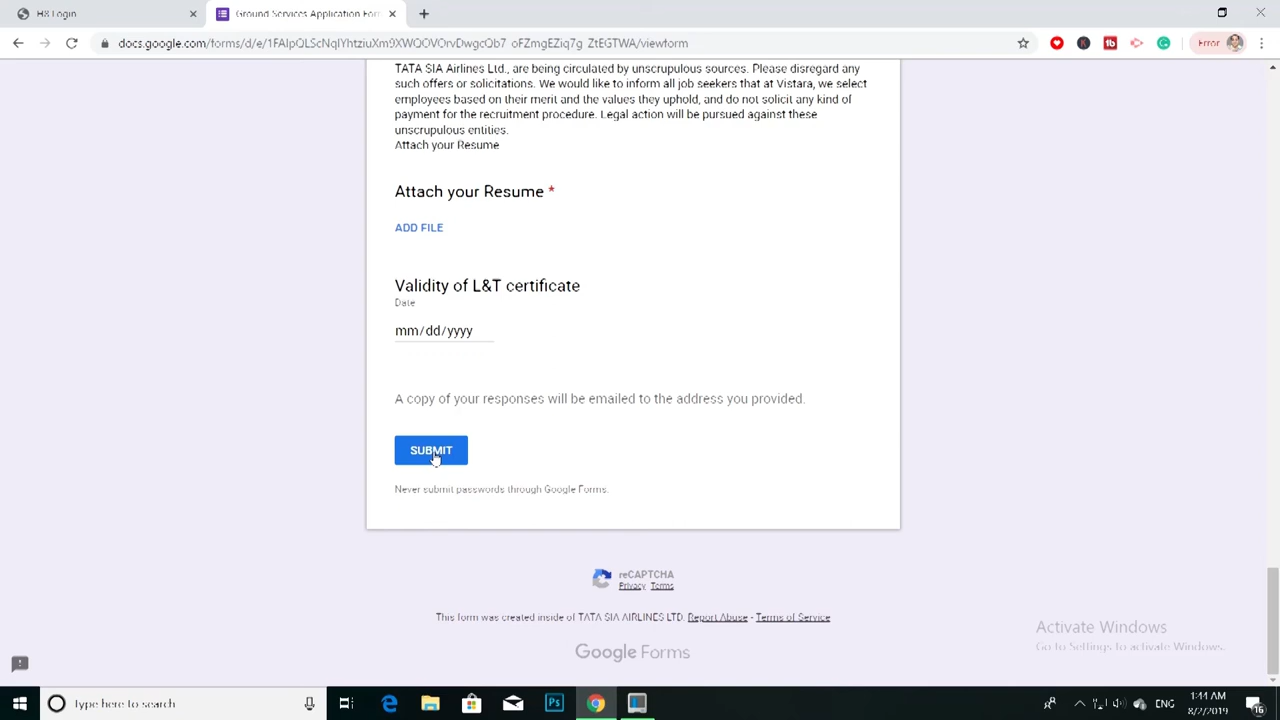 H8 Login
Ground Services Application Form
docs.google.com/forms/d/e/
Error
TATA SIA Airlines Ltd., are being circulated by unscrupulous sources. Please disregard any
such offers or solicitations. We would like to inform all job seekers that at Vistara, we select
employees based on their merit and the values they uphold, and do not solicit any kind of
payment for the recruitment procedure. Legal action will be pursued against these
unscrupulous entities.
Attach your Resume
Attach your Resume *
ADD FILE
Validity of L&T certificate
Date
mm/dd/yyyy
A copy of your responses will be emailed to the address you provided.
SUBMIT
Never submit passwords through Google Forms.
reCAPTCHA
Privacy Terms
This form was created inside of TATA SIA AIRLINES LTD. Report Abuse - Terms of Service
Google Forms
Activate Windows
Go to Settings to activate Windows.
Type here to search
Ps
ENG
1:44 AM
8/2/2019
16